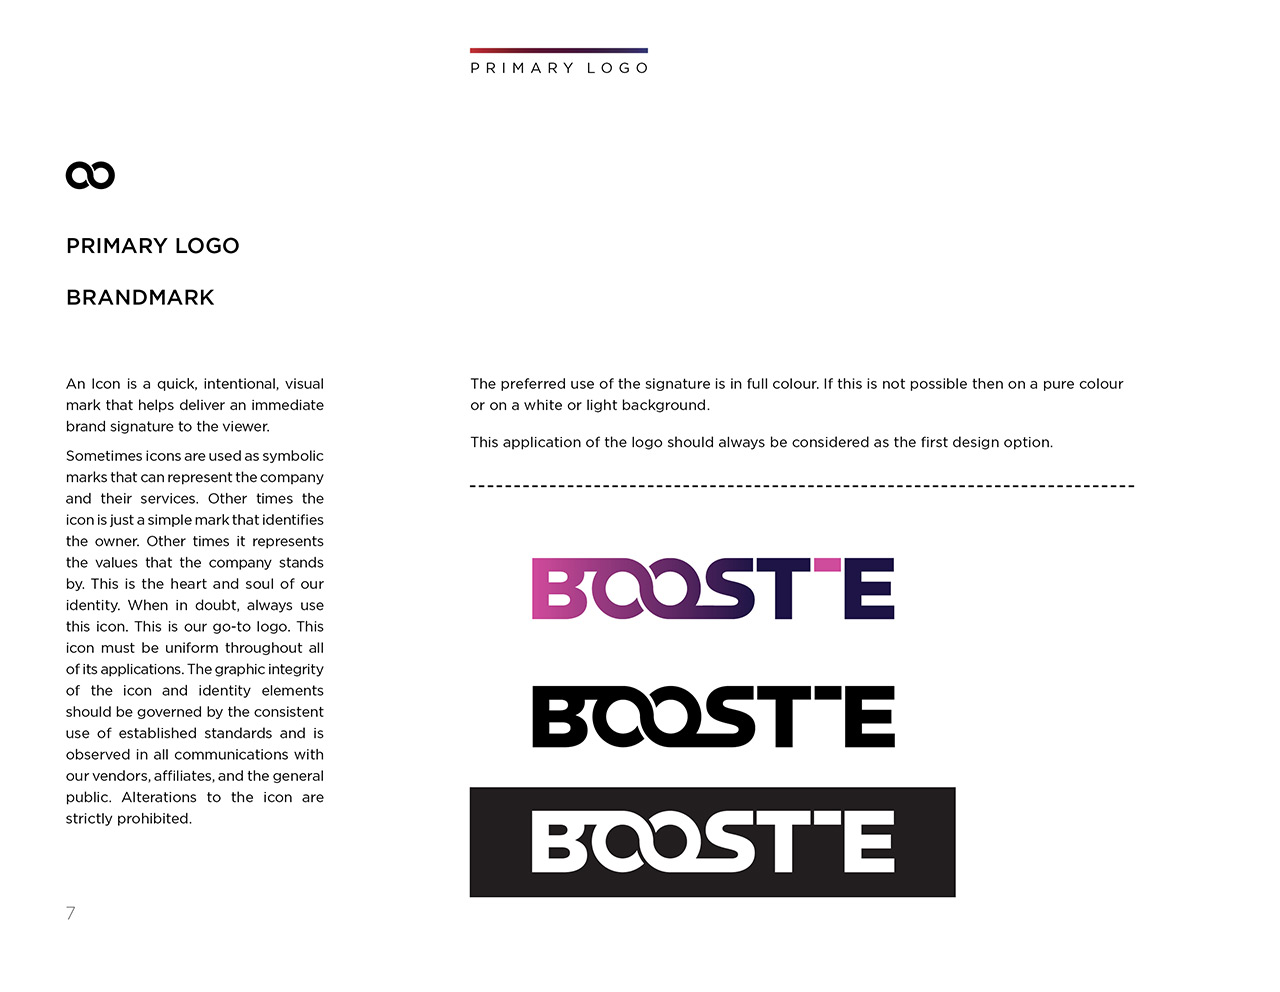 PRIMARY LOGO
PRIMARY LOGO
BRANDMARK
An Icon is a quick, intentional, visual
mark that helps deliver an immediate
brand signature to the viewer.
Sometimes icons are used as symbolic
marks that can represent the company
and their services. Other times the
icon is just a simple mark that identifies
the owner. Other times it represents
the values that the company stands
by. This is the heart and soul of our
identity. When in doubt, always use
this icon. This is our go-to logo. This
icon must be uniform throughout all
of its applications. The graphic integrity
of the icon and identity elements
should be governed by the consistent
use of established standards and is
observed in all communications with
our vendors, affiliates, and the general
public. Alterations to the icon are
strictly prohibited.
The preferred use of the signature is in full colour. If this is not possible then on a pure colour
or on a white or light background.
This application of the logo should always be considered as the first design option.
BOOST-E
BOOST-E
BOOST-E
7